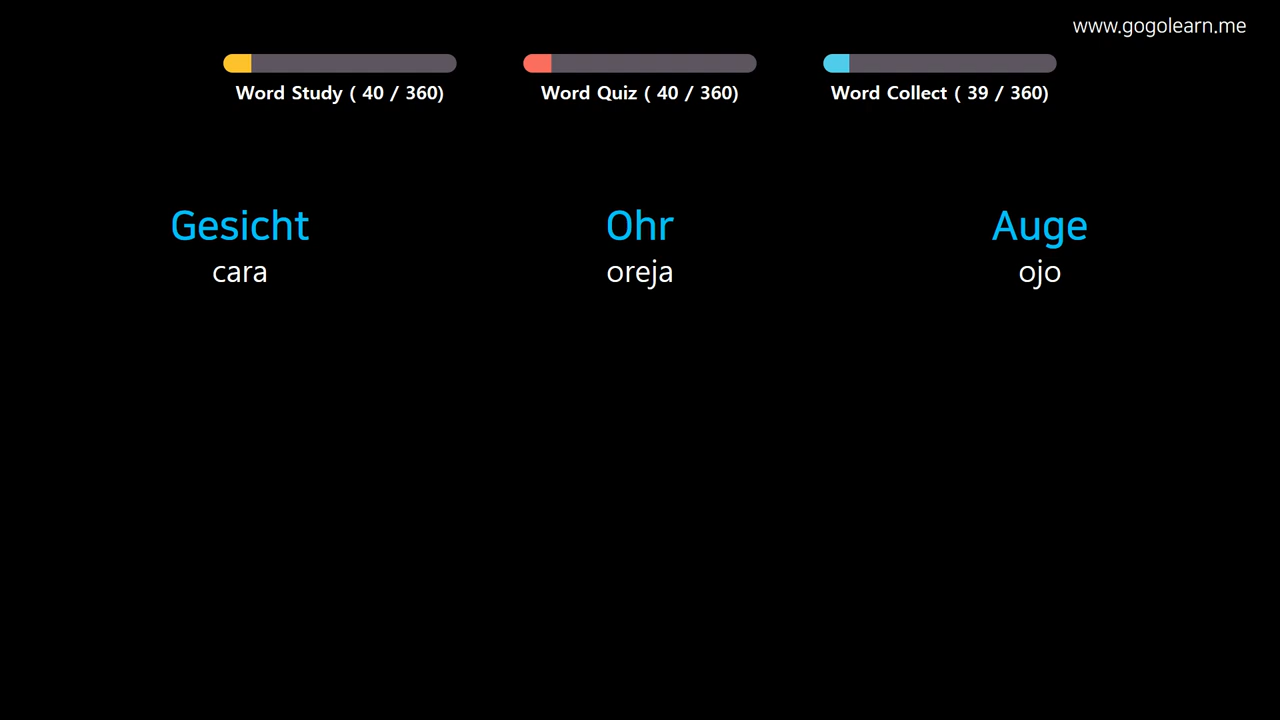 www.gogolearn.me
Word Study ( 40 / 360)
Word Quiz ( 40 / 360)
Word Collect ( 39 / 360)
Gesicht
cara
Ohr
oreja
Auge
ojo